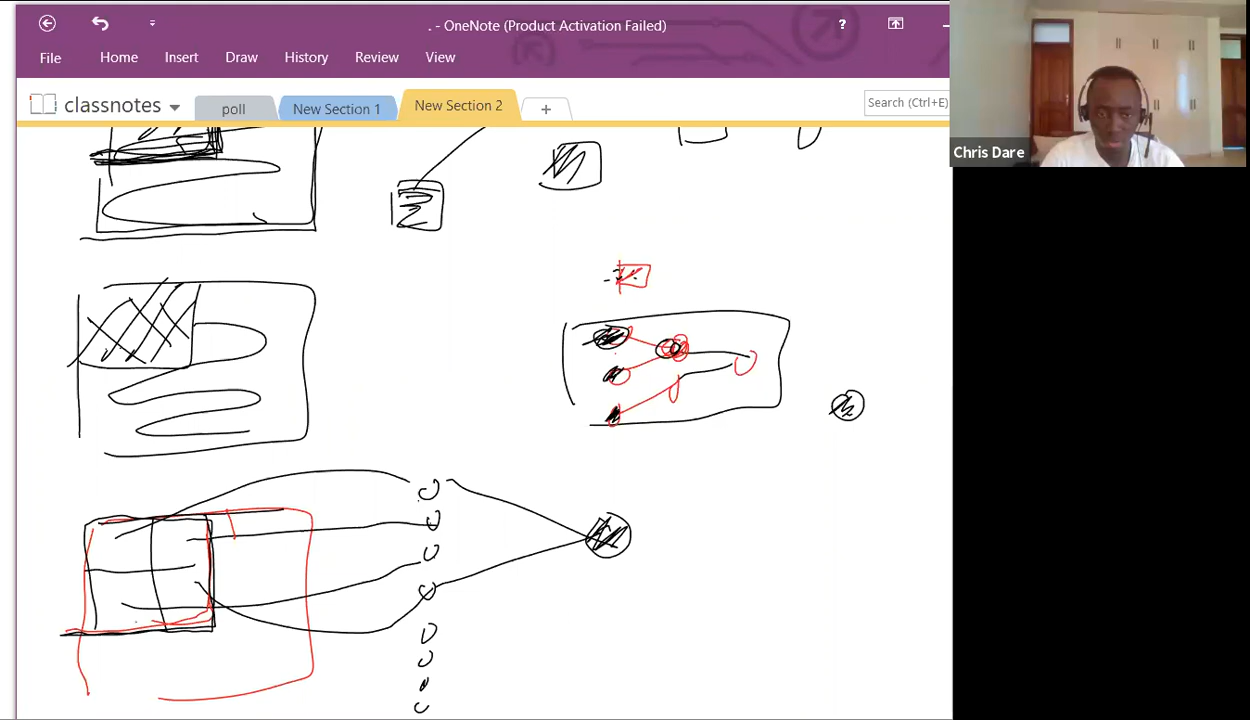 . - OneNote (Product Activation Failed)
?
File Home Insert Draw History Review View
classnotes poll New Section 1 New Section 2 + Search (Ctrl+E)
Chris Dare